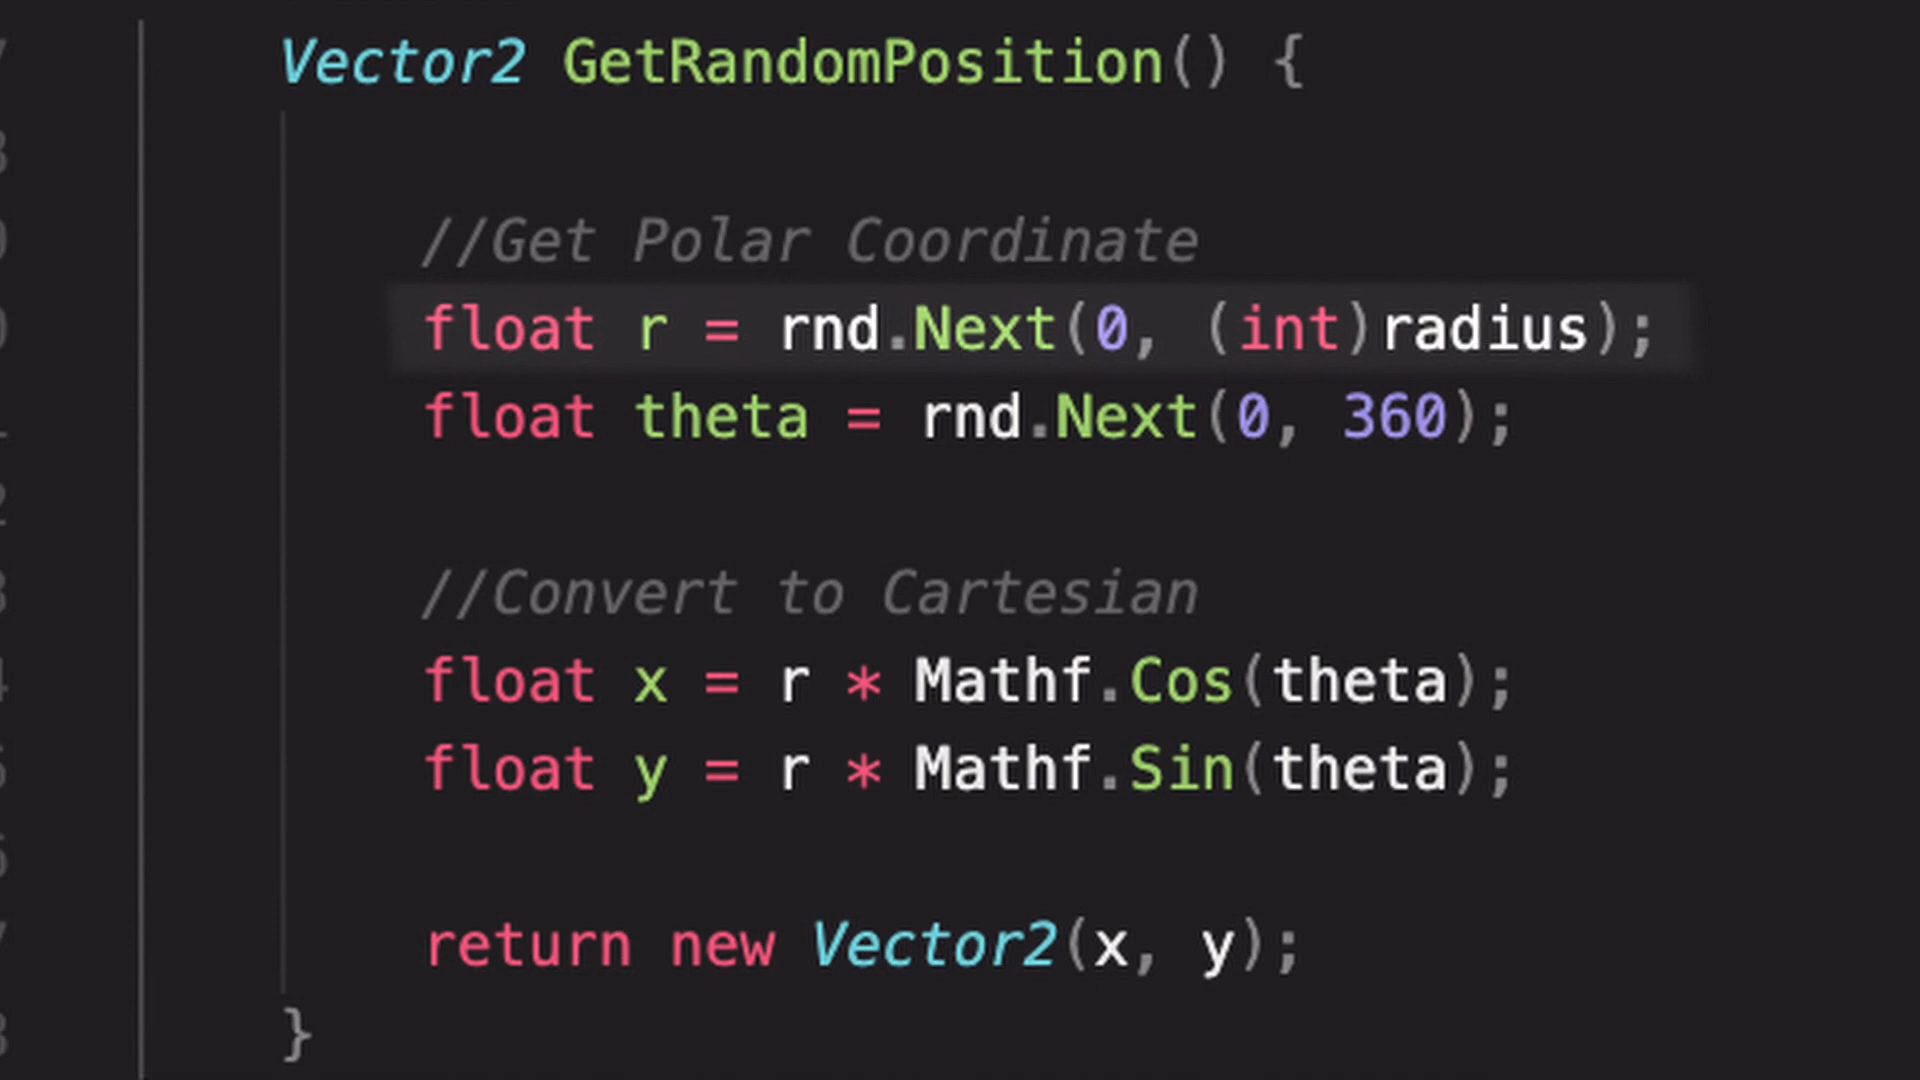 Vector2 GetRandomPosition() {
//Get Polar Coordinate
float r = rnd.Next(0, (int)radius);
float theta = rnd.Next(0, 360);
//Convert to Cartesian
float x = r * Mathf.Cos(theta);
float y = r * Mathf.Sin(theta);
return new Vector2(x, y);
}